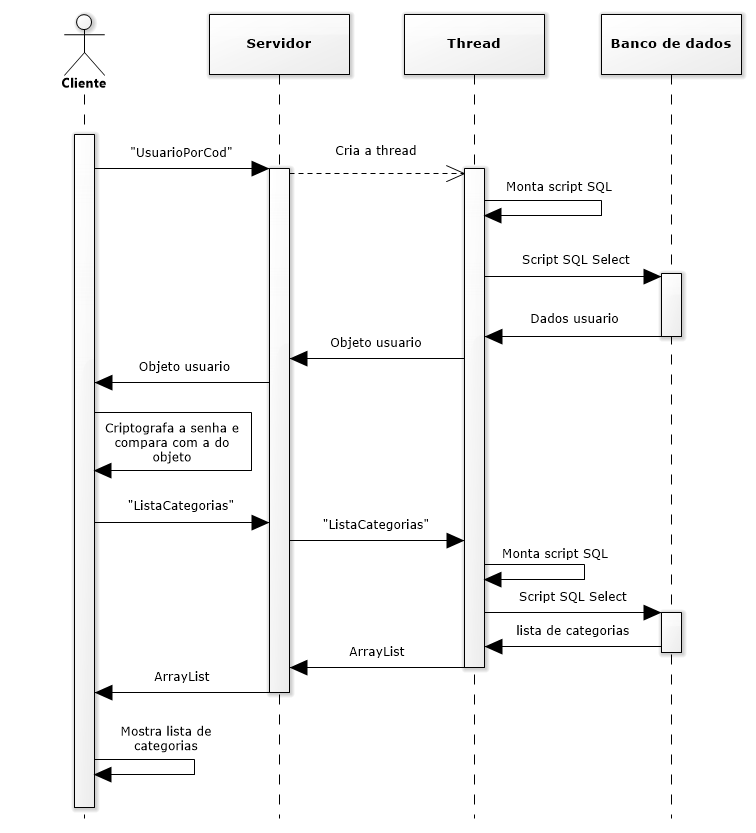 Cliente
Servidor
Thread
Banco de dados
"UsuarioPorCod"
Cria a thread
Monta script SQL
Script SQL Select
Dados usuario
Objeto usuario
Objeto usuario
Criptografa a senha e
compara com a do
objeto
"ListaCategorias"
"ListaCategorias"
Monta script SQL
Script SQL Select
lista de categorias
ArrayList
ArrayList
Mostra lista de
categorias